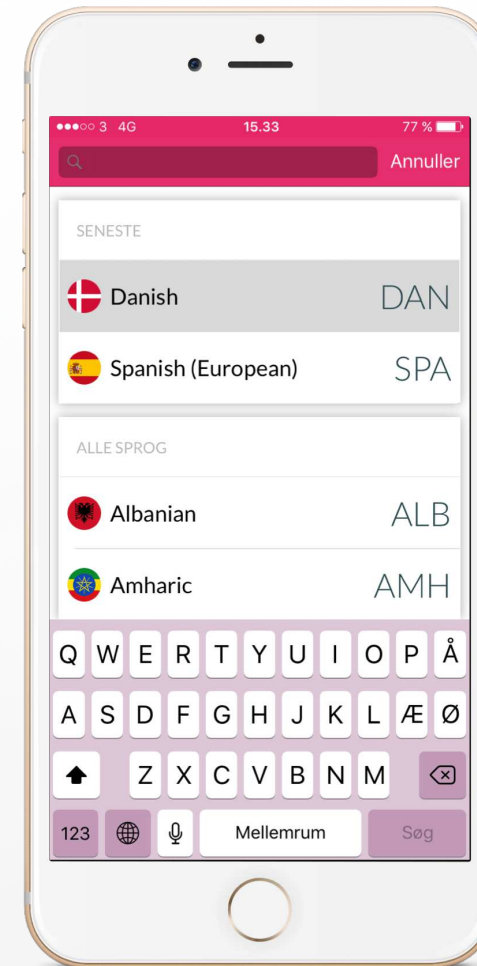 3 4G 15.33 77 %
Annuller
SENESTE
Danish DAN
Spanish (European) SPA
ALLE SPROG
Albanian ALB
Amharic AMH
Q W E R T Y U I O P Å
A S D F G H J K L Æ Ø
Z X C V B N M
123 Mellemrum Søg